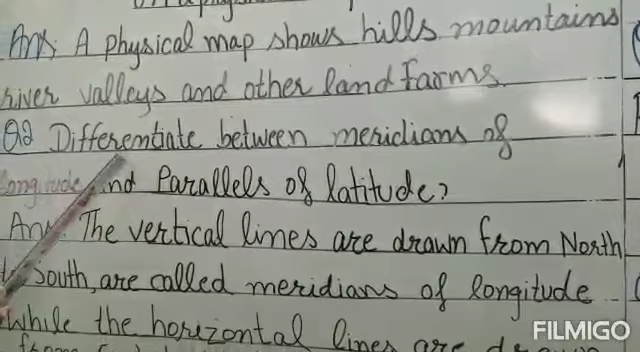 Ans; A physical map shows hills mountains
river valleys and other land farms.
Q2 Differentiate between meridians of
longitude and Parallels of latitude?
Ans. The vertical lines are drawn from North
to South, are called meridians of longitude
while the horizontal lines are
FILMIGO